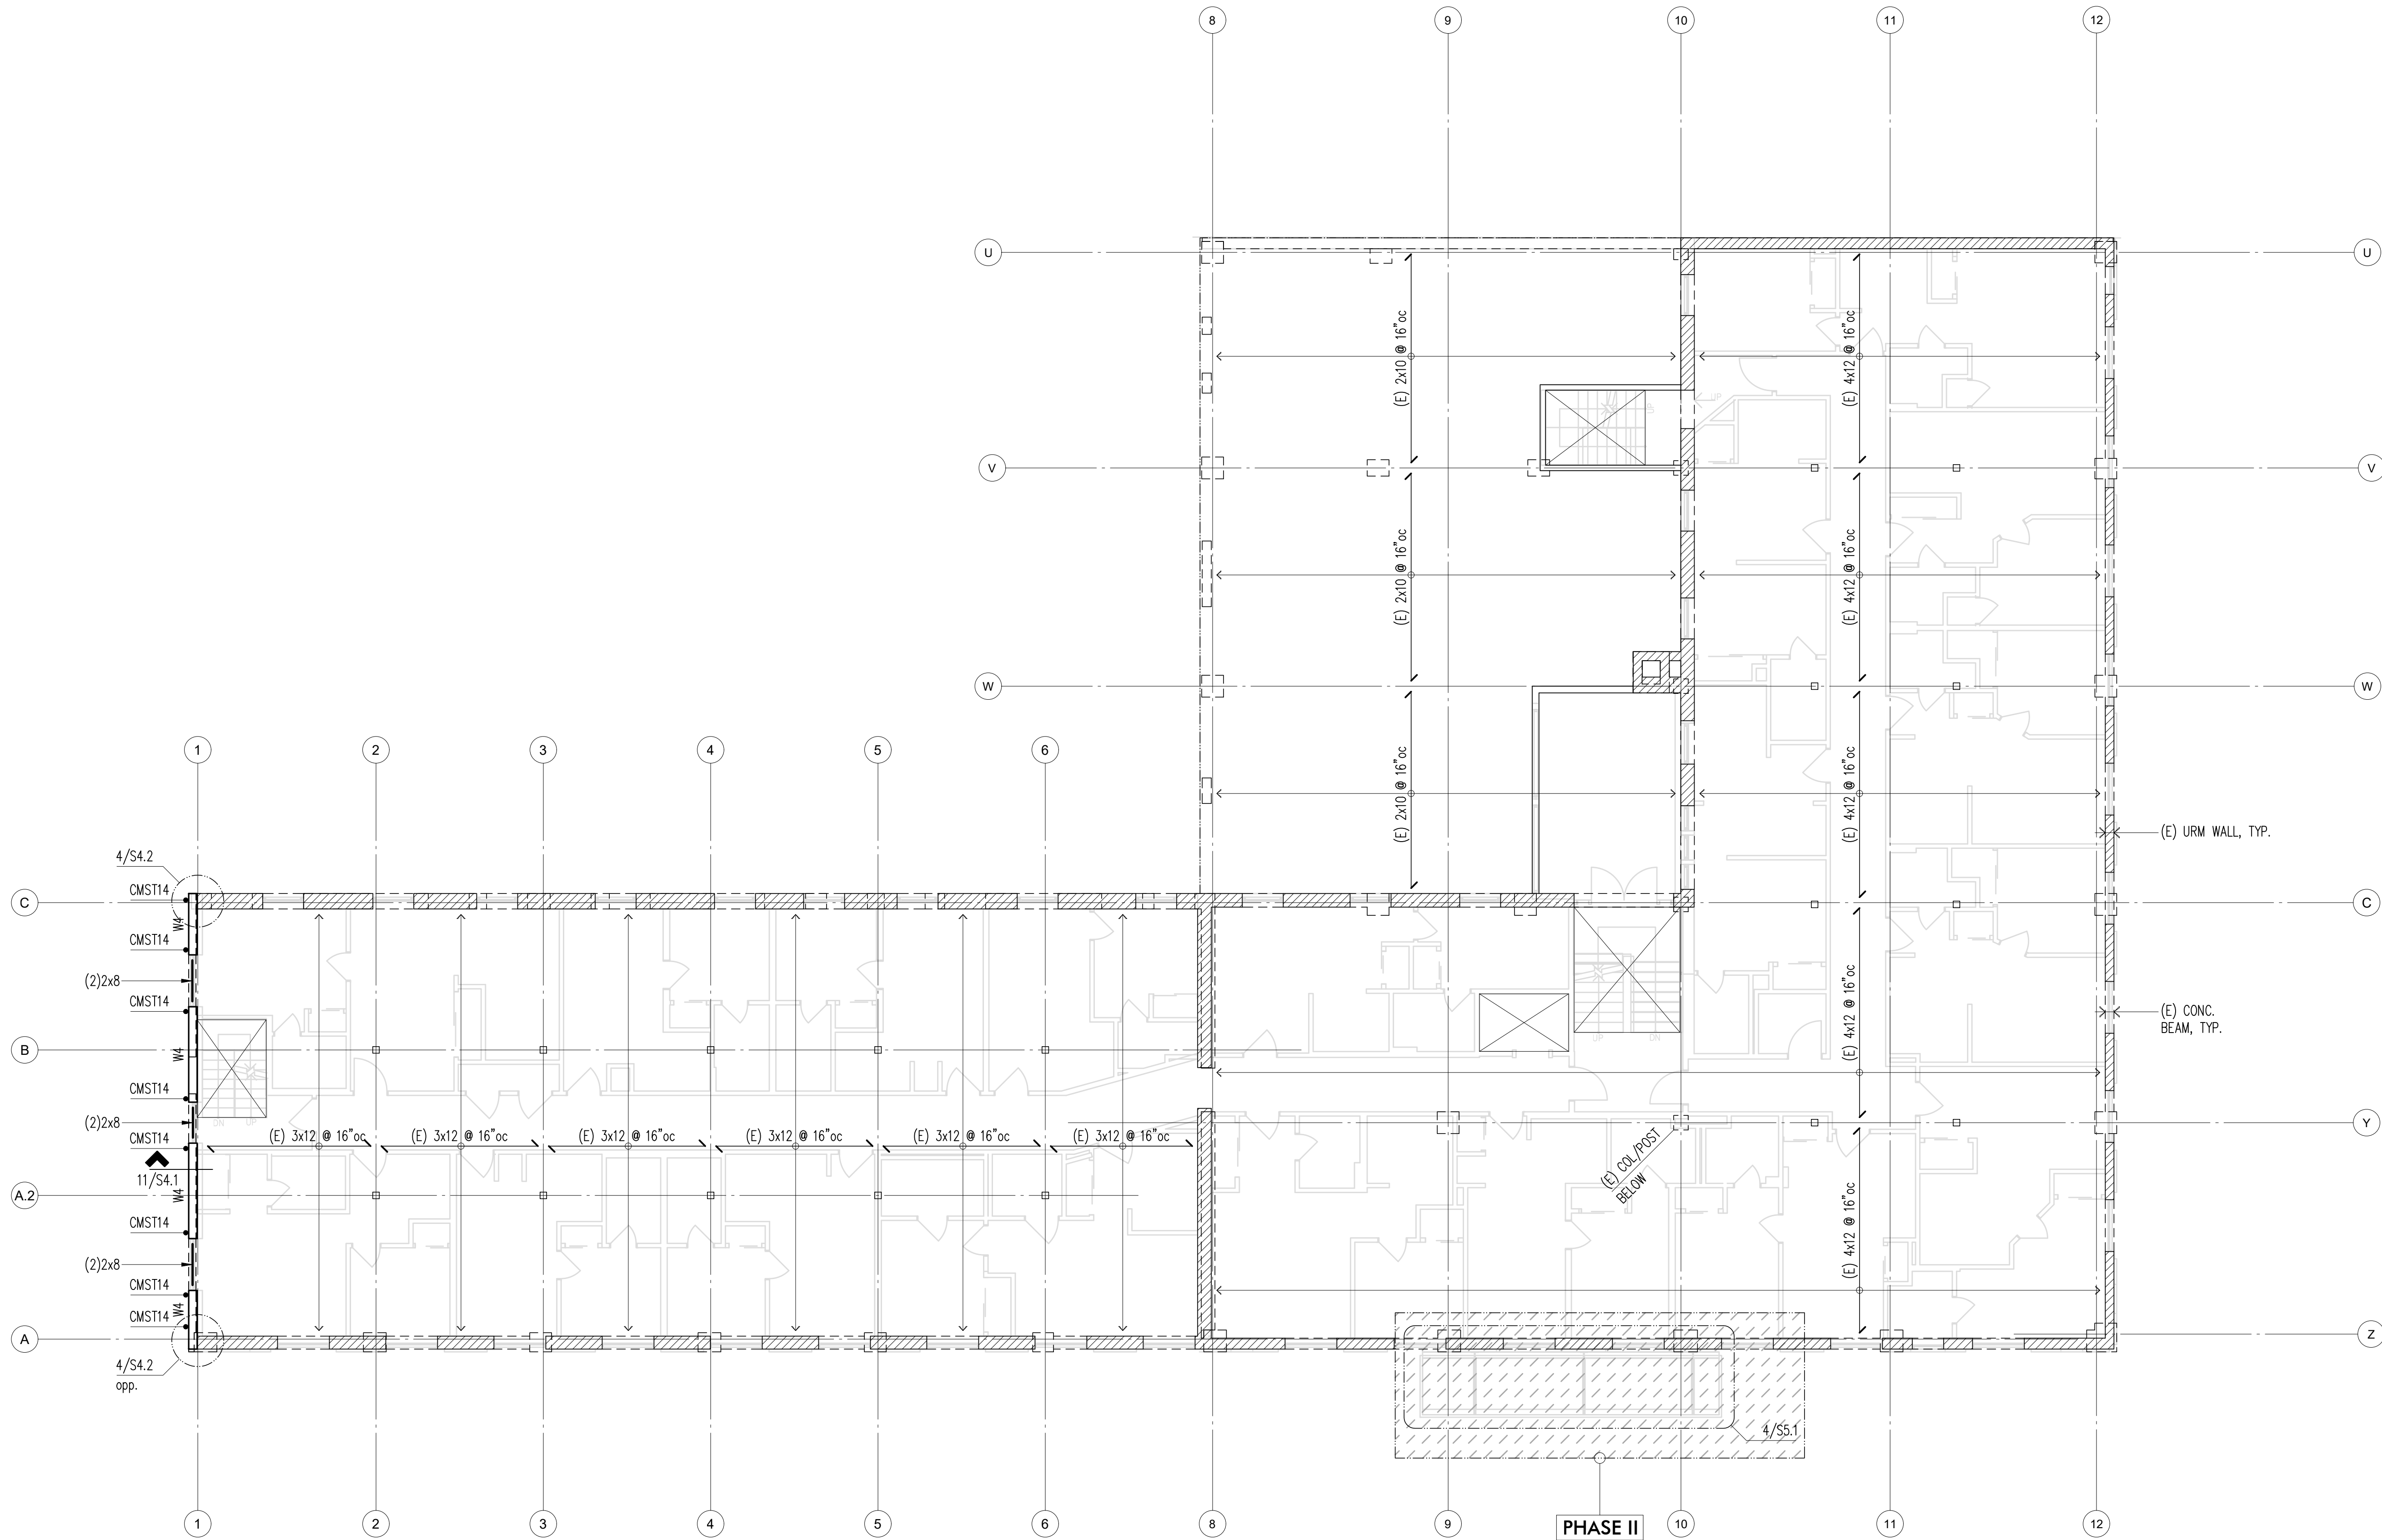 8
9
10
11
12
U
U
(E) 2x10 @ 16"oc
(E) 4x12 @ 16"oc
UP
V
V
(E) 2x10 @ 16"oc
(E) 4x12 @ 16"oc
W
W
1
2
3
4
5
6
(E) 2x10 @ 16"oc
(E) 4x12 @ 16"oc
(E) URM WALL, TYP.
4/S4.2
CMST14
C
W4
C
CMST14
(2)2x8
CMST14
(E) 4x12 @ 16"oc
(E) CONC.
BEAM, TYP.
B
W4
UP
DN
CMST14
(2)2x8
DN
UP
Y
CMST14
(E) 3x12 @ 16"oc
(E) 3x12 @ 16"oc
(E) 3x12 @ 16"oc
(E) 3x12 @ 16"oc
(E) 3x12 @ 16"oc
(E) 3x12 @ 16"oc
(E) COL/POST
BELOW
11/S4.1
A.2
W4
CMST14
(E) 4x12 @ 16"oc
(2)2x8
CMST14
W4
CMST14
A
Z
4/S4.2
opp.
4/S5.1
1
2
3
4
5
6
8
9
PHASE II
10
11
12